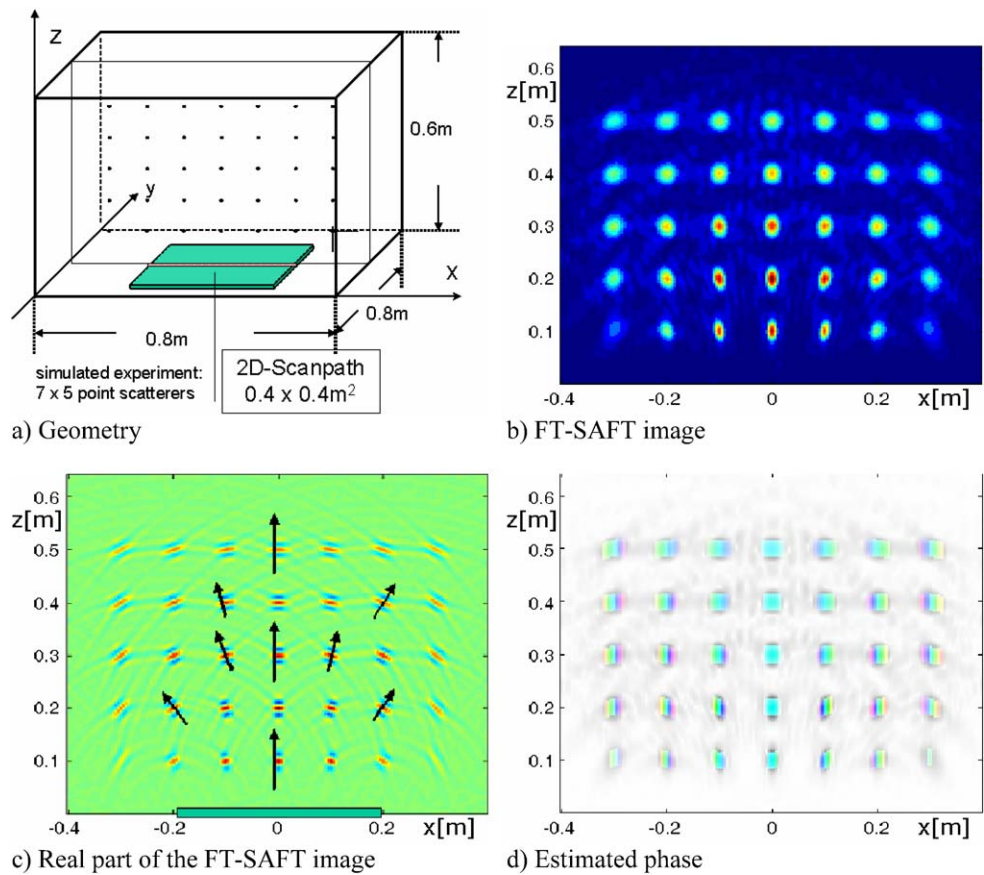 z
y
0.6m
x
0.8m
0.8m
simulated experiment:
7 x 5 point scatterers
2D-Scanpath
0.4 x 0.4m²
a) Geometry
0.6
z[m]
0.5
0.4
0.3
0.2
0.1
-0.4
-0.2
0
0.2
x[m]
b) FT-SAFT image
0.6
z[m]
0.5
0.4
0.3
0.2
0.1
-0.4
-0.2
0
0.2
x[m]
c) Real part of the FT-SAFT image
0.6
z[m]
0.5
0.4
0.3
0.2
0.1
-0.4
-0.2
0
0.2
x[m]
d) Estimated phase